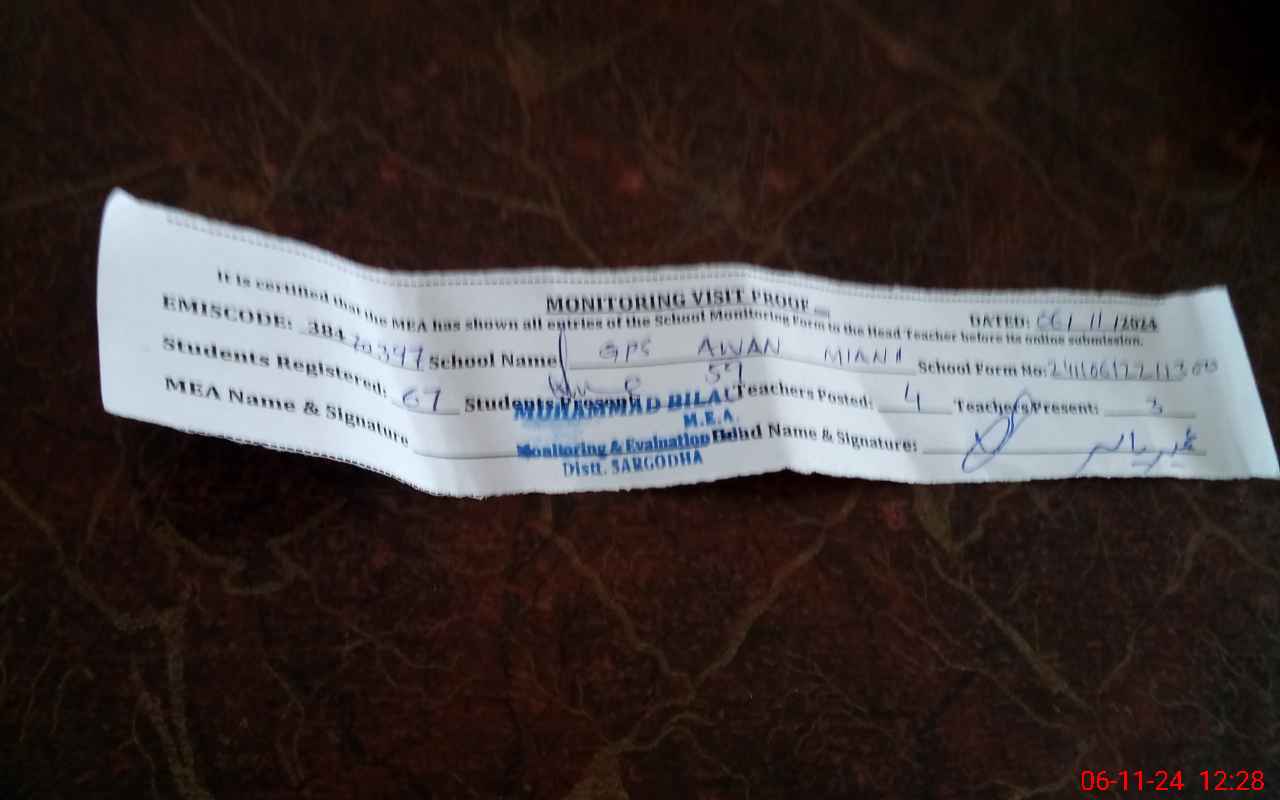 MONITORING VISIT PROOF
DATED: 06/11/2024
It is certified that the MEA has shown all entries of the School Monitoring Form to the Head Teacher before its online submission.
EMISCODE: 38470397 School Name GPS AWAN MIANA School Form No:
Students Registered: 67 Students Present: 59 Teachers Posted: 4 Teachers Present: 3
MEA Name & Signature Head Name & Signature:
MUHAMMAD BILAL
M.E.A.
Monitoring & Evaluation
Distt. SARGODHA
06-11-24 12:28